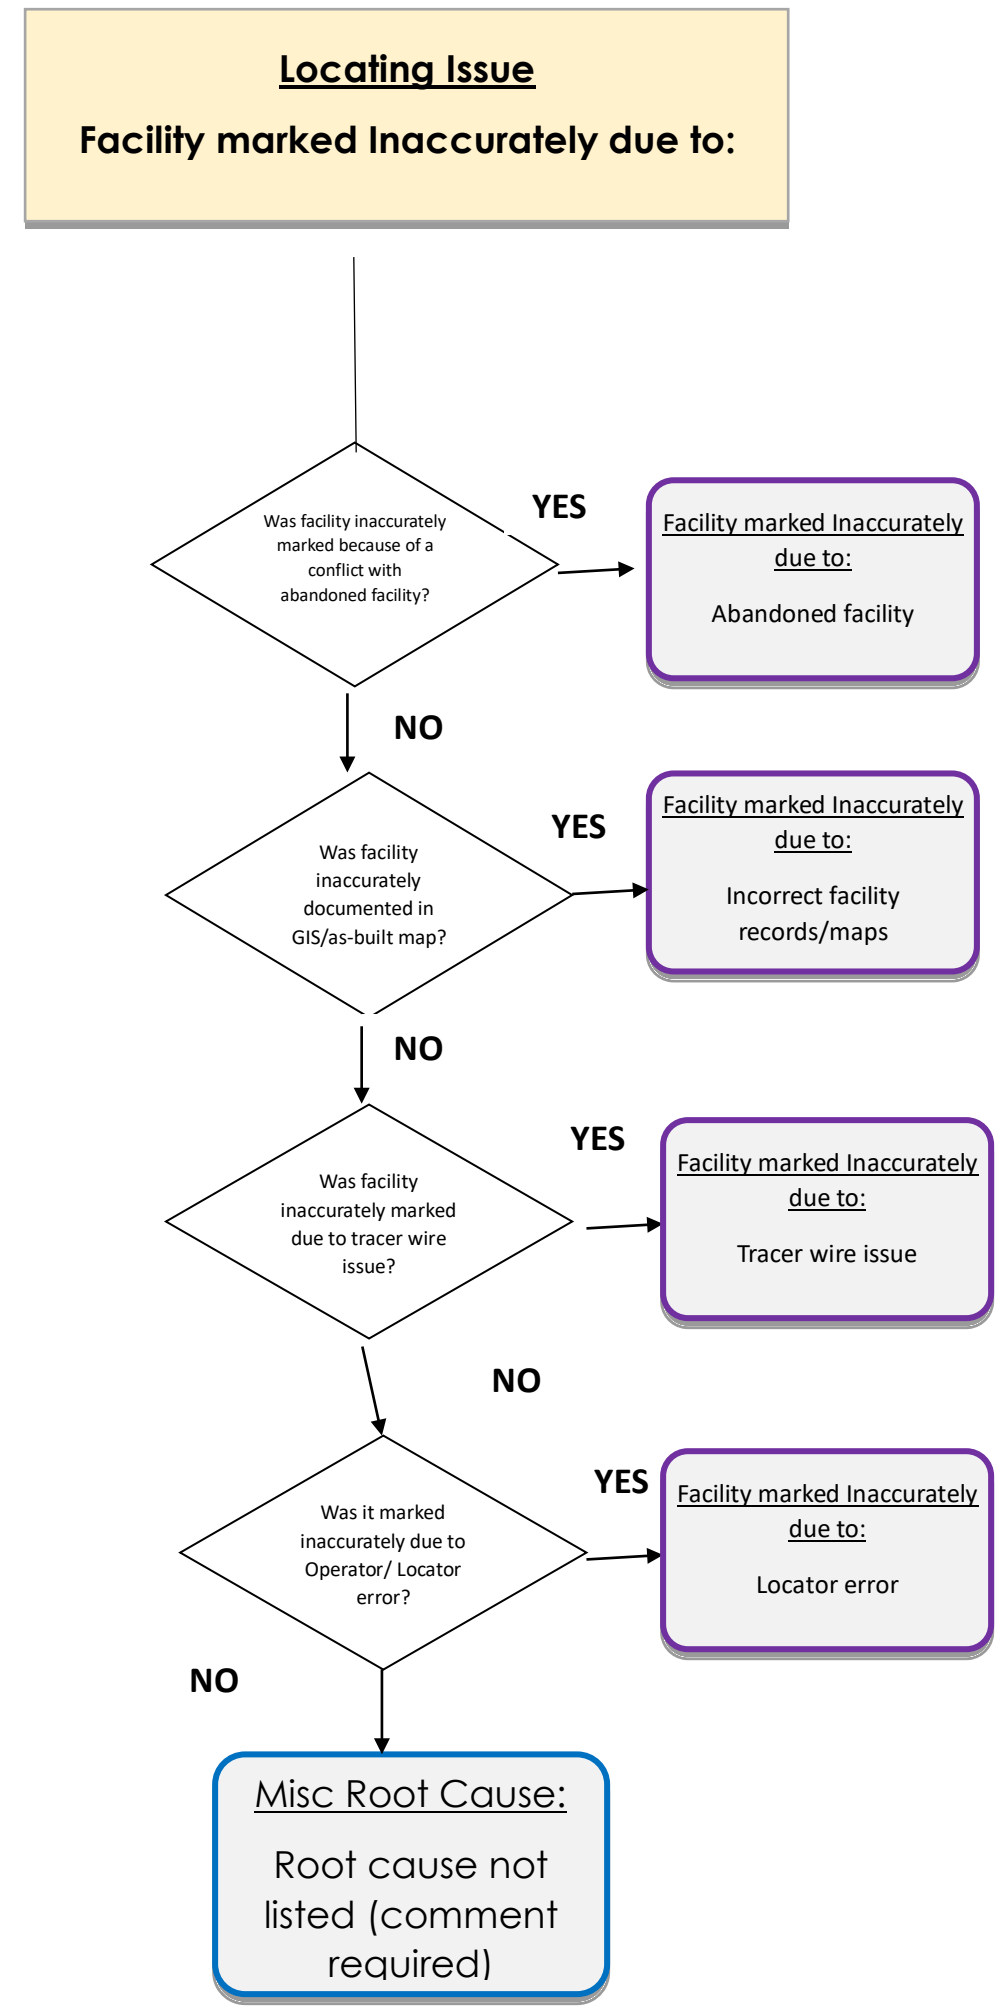 Locating Issue
Facility marked Inaccurately due to:
Was facility inaccurately
marked because of a
conflict with
abandoned facility?
YES
Facility marked Inaccurately
due to:
Abandoned facility
NO
Was facility
inaccurately
documented in
GIS/as-built map?
YES
Facility marked Inaccurately
due to:
Incorrect facility
records/maps
NO
Was facility
inaccurately marked
due to tracer wire
issue?
YES
Facility marked Inaccurately
due to:
Tracer wire issue
NO
Was it marked
inaccurately due to
Operator/ Locator
error?
YES
Facility marked Inaccurately
due to:
Locator error
NO
Misc Root Cause:
Root cause not
listed (comment
required)